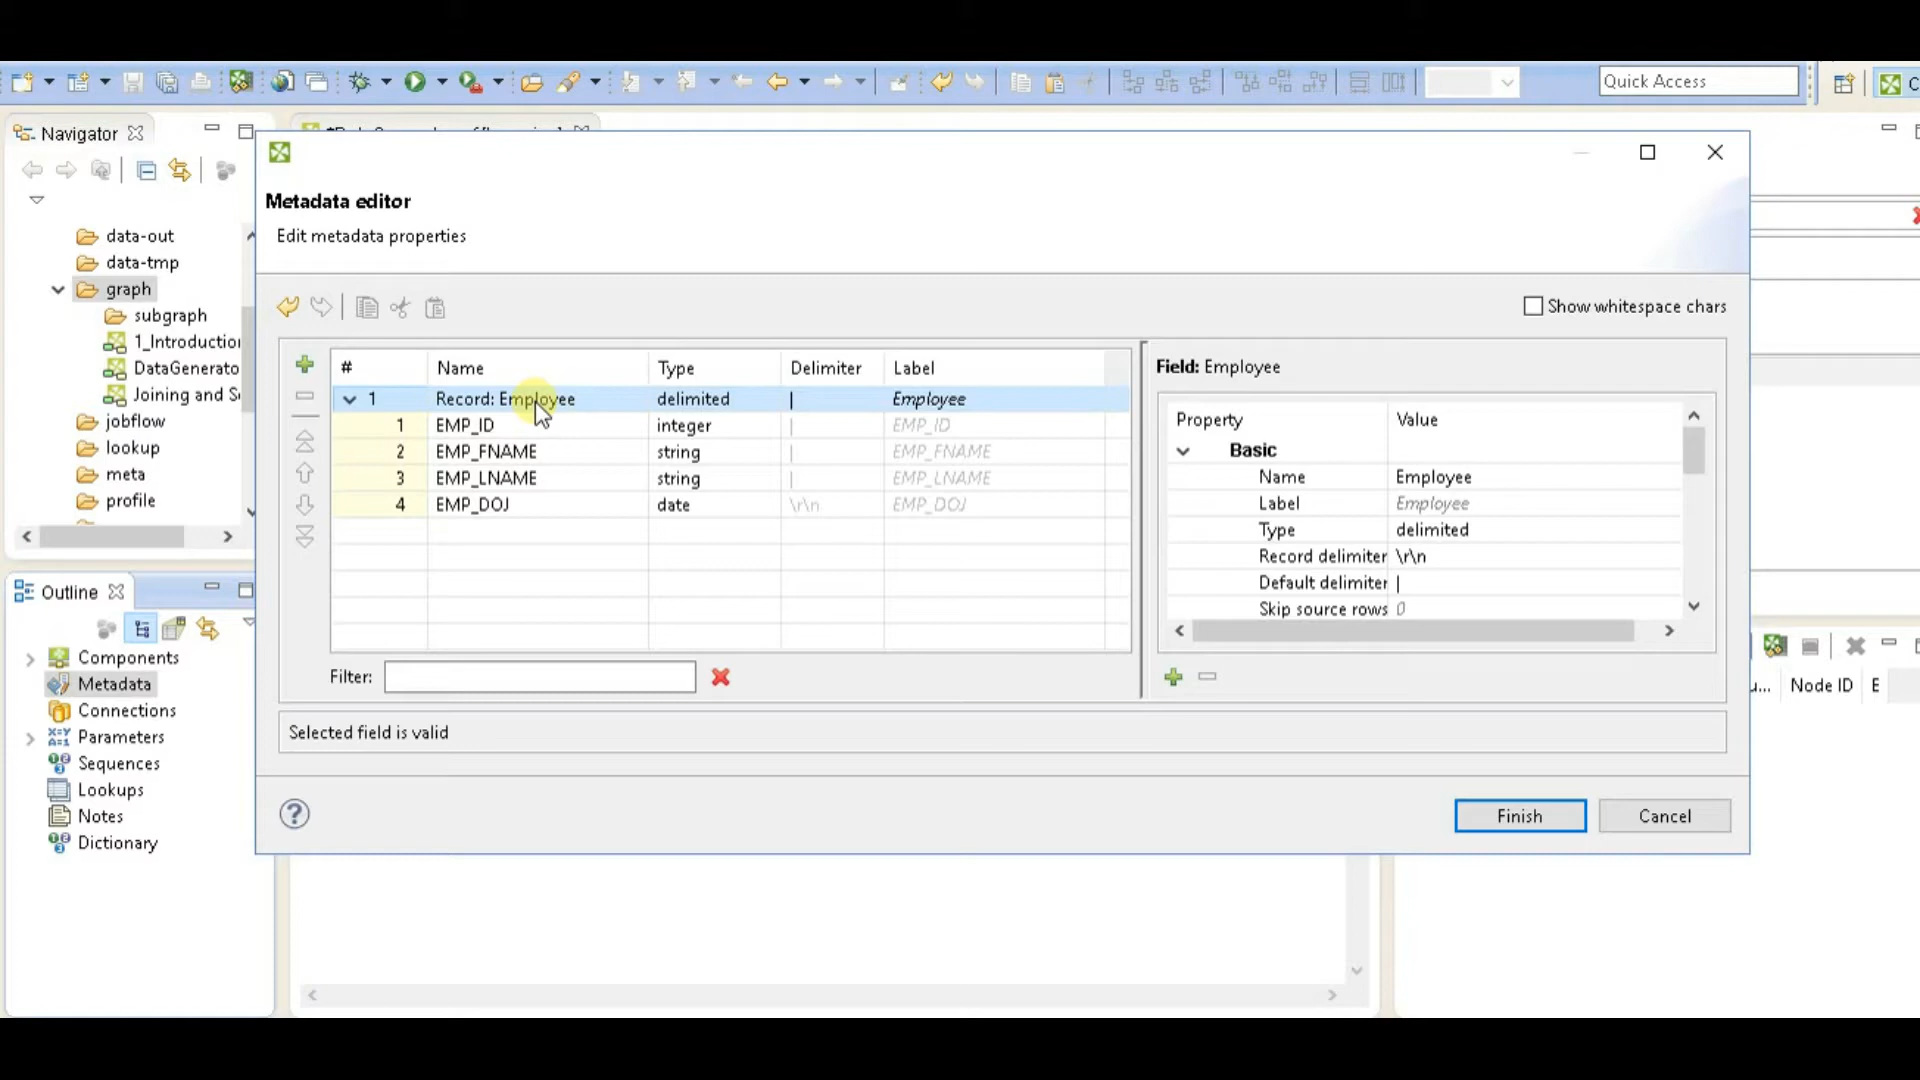 Quick Access
C
Navigator
data-out
data-tmp
graph
subgraph
1_Introduction
DataGenerato
Joining and S
jobflow
lookup
meta
profile
Outline
Components
Metadata
Connections
Parameters
Sequences
Lookups
Notes
Dictionary
Metadata editor
Edit metadata properties
Show whitespace chars
# Name Type Delimiter Label
1 Record: Employee delimited | Employee
1 EMP_ID integer | EMP_ID
2 EMP_FNAME string | EMP_FNAME
3 EMP_LNAME string | EMP_LNAME
4 EMP_DOJ date \r\n EMP_DOJ
Filter:
Field: Employee
Property Value
Basic
Name Employee
Label Employee
Type delimited
Record delimiter \r\n
Default delimiter |
Skip source rows 0
Selected field is valid
Finish Cancel
Node ID E